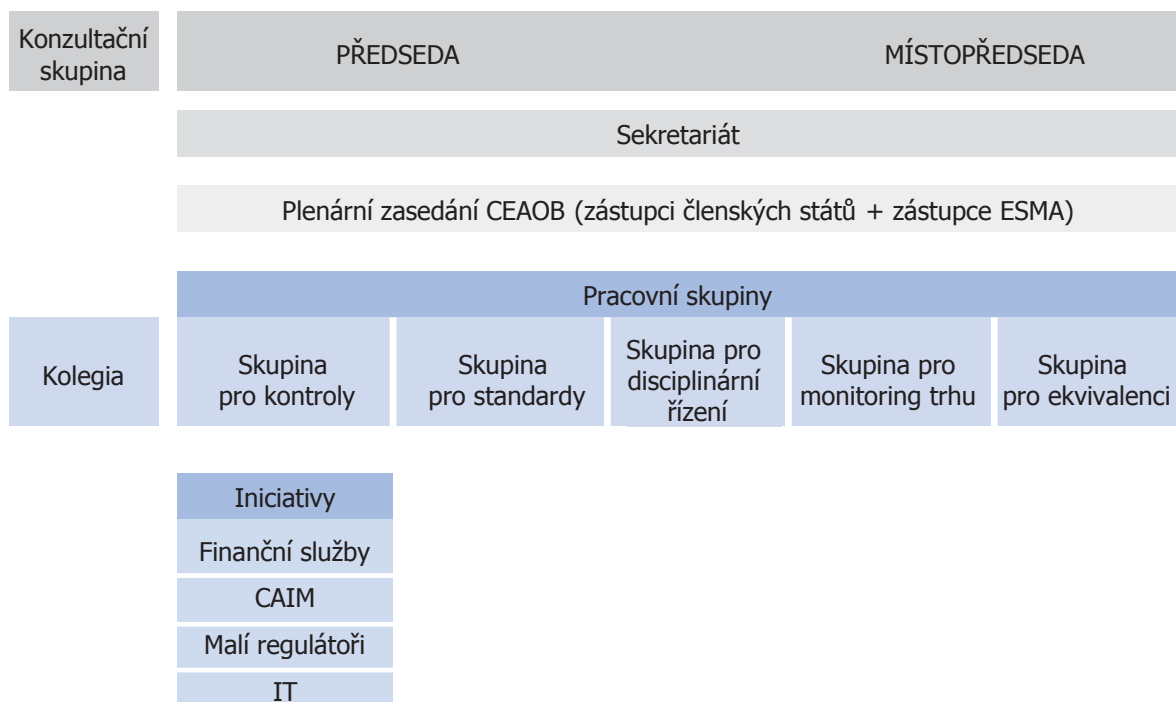 Konzultační
skupina
PŘEDSEDA
MÍSTOPŘEDSEDA
Sekretariát
Plenární zasedání CEAOB (zástupci členských států + zástupce ESMA)
Pracovní skupiny
Kolegia
Skupina
pro kontroly
Skupina
pro standardy
Skupina pro
disciplinární
řízení
Skupina pro
monitoring trhu
Skupina
pro ekvivalenci
Iniciativy
Finanční služby
CAIM
Malí regulátoři
IT